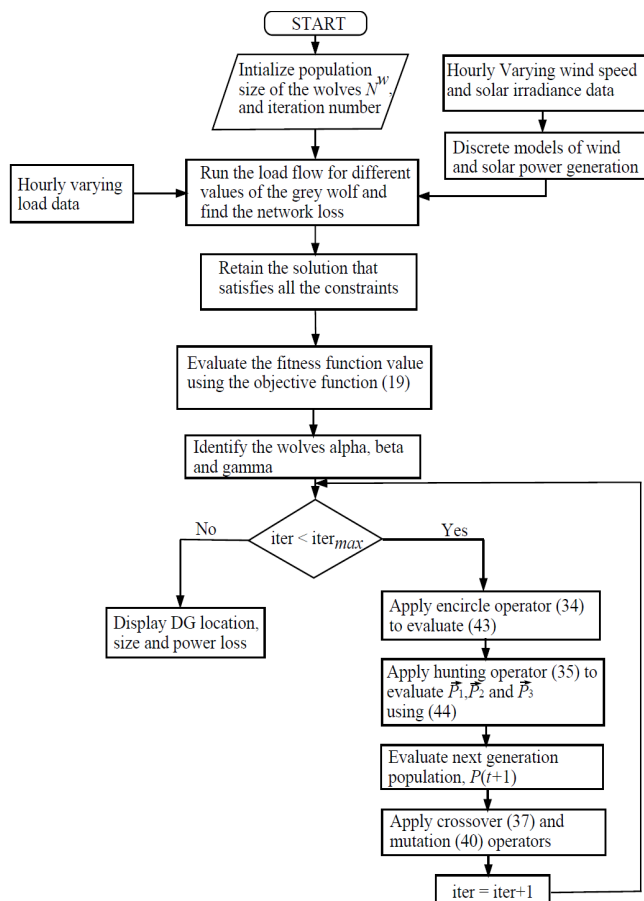 START
Intialize population
size of the wolves N^W,
and iteration number
Hourly Varying wind speed
and solar irradiance data
Discrete models of wind
and solar power generation
Hourly varying
load data
Run the load flow for different
values of the grey wolf and
find the network loss
Retain the solution that
satisfies all the constraints
Evaluate the fitness function value
using the objective function (19)
Identify the wolves alpha, beta
and gamma
No
iter < iter_max
Yes
Display DG location,
size and power loss
Apply encircle operator (34)
to evaluate (43)
Apply hunting operator (35) to
evaluate P⃗1,P⃗2 and P⃗3
using (44)
Evaluate next generation
population, P(t+1)
Apply crossover (37) and
mutation (40) operators
iter = iter+1